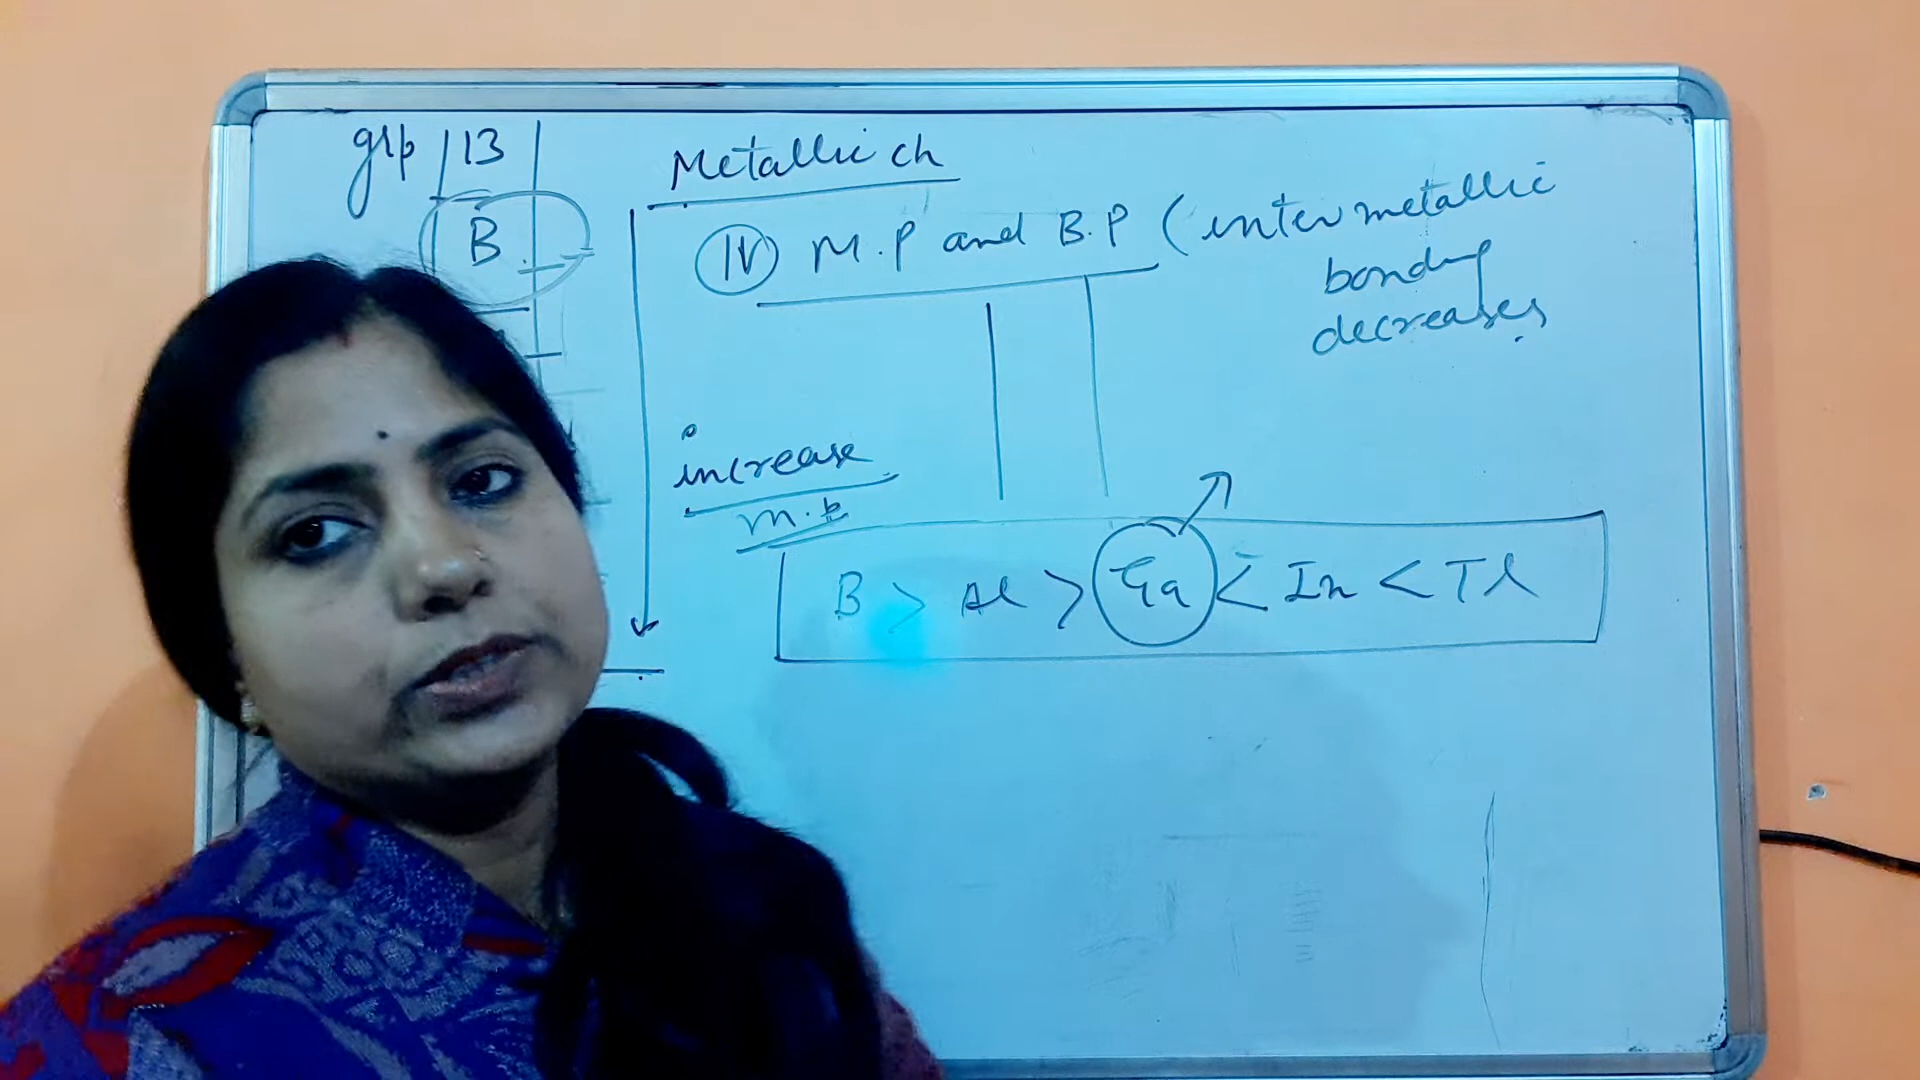 grp 13
B
Metallic ch
IV M.P and B.P (inter metallic
bonding
decreases
increase
m.p
B > Al > Ga < In < Tl